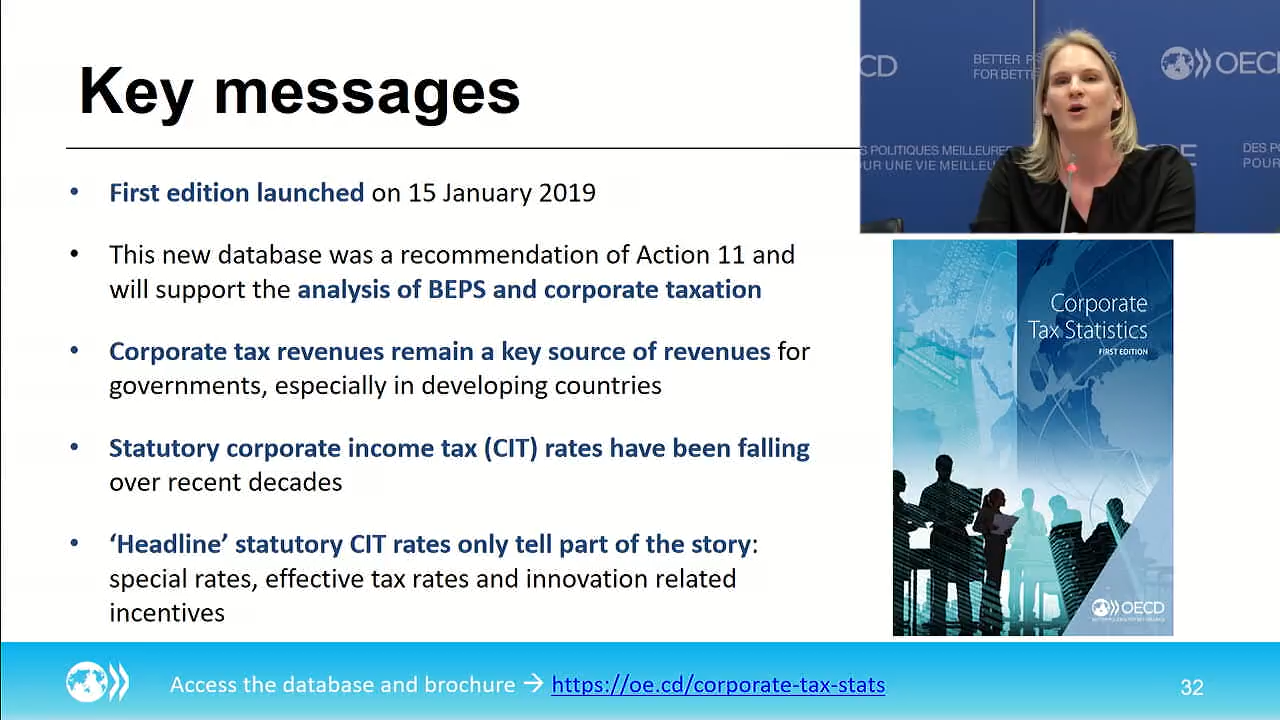 Key messages
• First edition launched on 15 January 2019
• This new database was a recommendation of Action 11 and
will support the analysis of BEPS and corporate taxation
• Corporate tax revenues remain a key source of revenues for
governments, especially in developing countries
• Statutory corporate income tax (CIT) rates have been falling
over recent decades
• ‘Headline’ statutory CIT rates only tell part of the story:
special rates, effective tax rates and innovation related
incentives
CD
BETTER P
FOR BETT
OECD
S POLITIQUES MEILLEURE
UR UNE VIE MEILLEU
DE
DES PO
POUR
Corporate
Tax Statistics
FIRST EDITION
OECD
Access the database and brochure → https://oe.cd/corporate-tax-stats
32